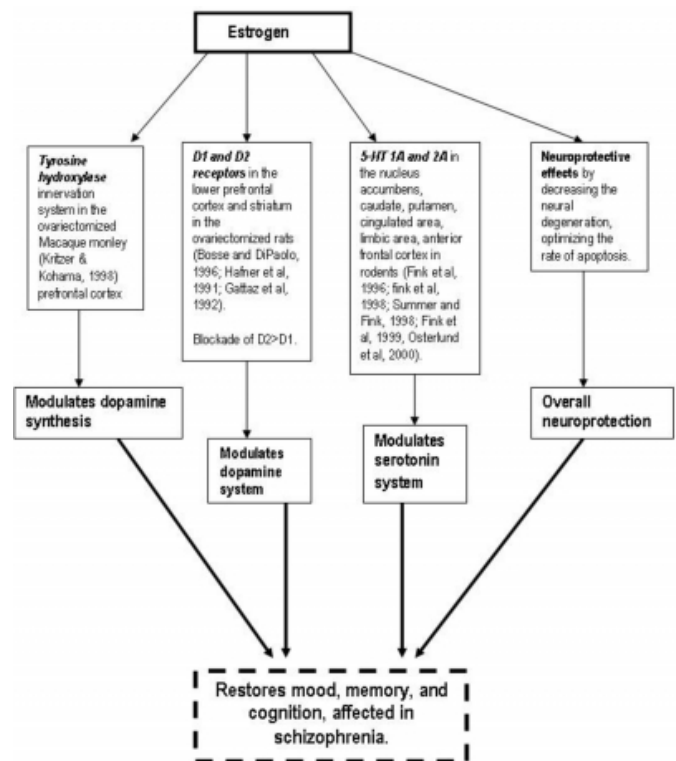 Estrogen
Tyrosine
hydroxylase
innervation
system in the
ovariectomized
Macaque monley
(Kritzer &
Kohama, 1998)
prefrontal cortex
D1 and D2
receptors in the
lower prefrontal
cortex and striatum
in the
ovariectomized rats
(Bosse and DiPaolo,
1996; Hafner et al,
1991; Gattaz et al,
1992).
Blockade of D2>D1.
5-HT 1A and 2A in
the nucleus
accumbens,
caudate, putamen,
cingulated area,
limbic area, anterior
frontal cortex in
rodents (Fink et al,
1996; fink et al,
1998; Summer and
Fink, 1998; Fink et
al, 1999, Osterlund
et al, 2000).
Neuroprotective
effects by
decreasing the
neural
degeneration,
optimizing the
rate of apoptosis.
Modulates dopamine
synthesis
Modulates
dopamine
system
Modulates
serotonin
system
Overall
neuroprotection
Restores mood, memory, and
cognition, affected in
schizophrenia.